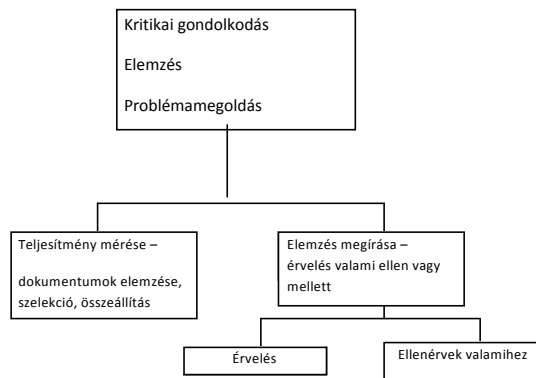 Kritikai gondolkodás
Elemzés
Problémamegoldás
Teljesítmény mérése –
dokumentumok elemzése,
szelekció, összeállítás
Elemzés megírása –
érvelés valami ellen vagy
mellett
Érvelés
Ellenérvek valamihez